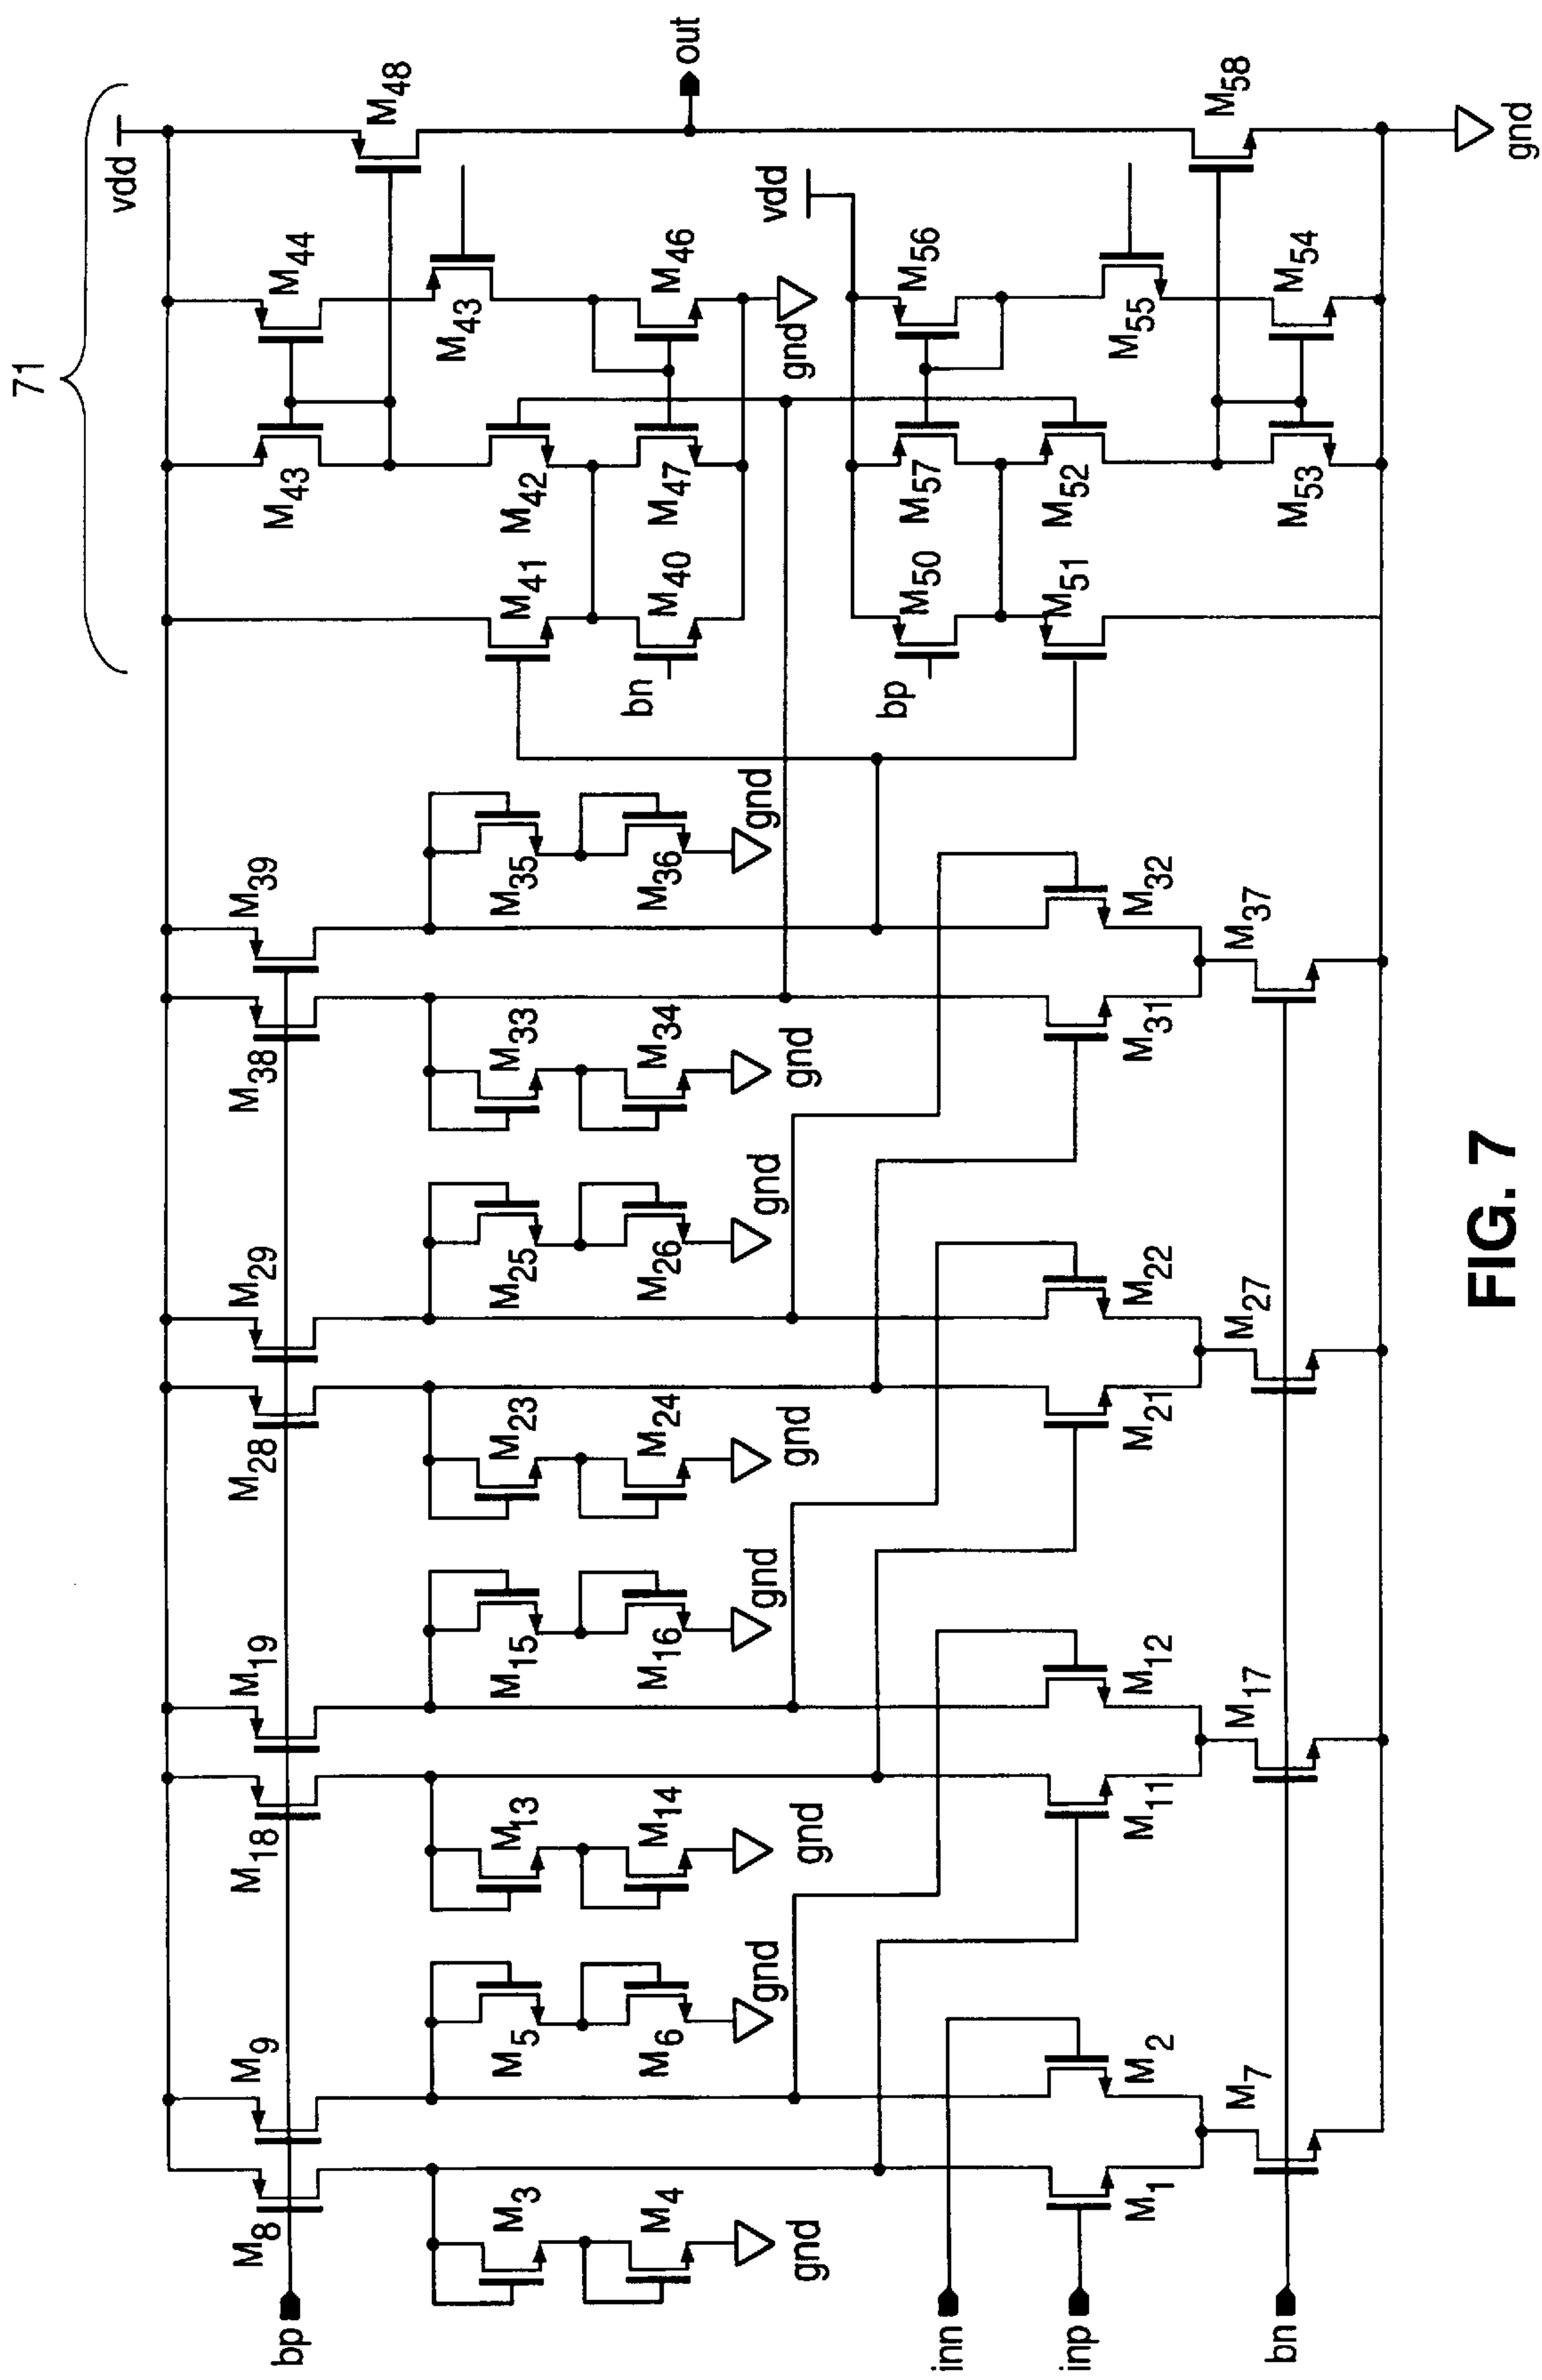 71
vdd
M48
out
M44
M43
M43
M46
M42
M47
gnd
M41
M40
bn
vdd
M56
M57
M50
bp
M55
M52
M51
M58
M54
M53
gnd
M39
M38
M35
M36
gnd
M33
M34
gnd
M32
M31
M37
M29
M28
M25
M26
gnd
M23
M24
gnd
M22
M21
M27
M19
M18
M15
M16
gnd
M13
M14
gnd
M12
M11
M17
M9
M8
M5
M6
gnd
M3
M4
gnd
M2
M1
M7
bp
inn
inp
bn
FIG. 7